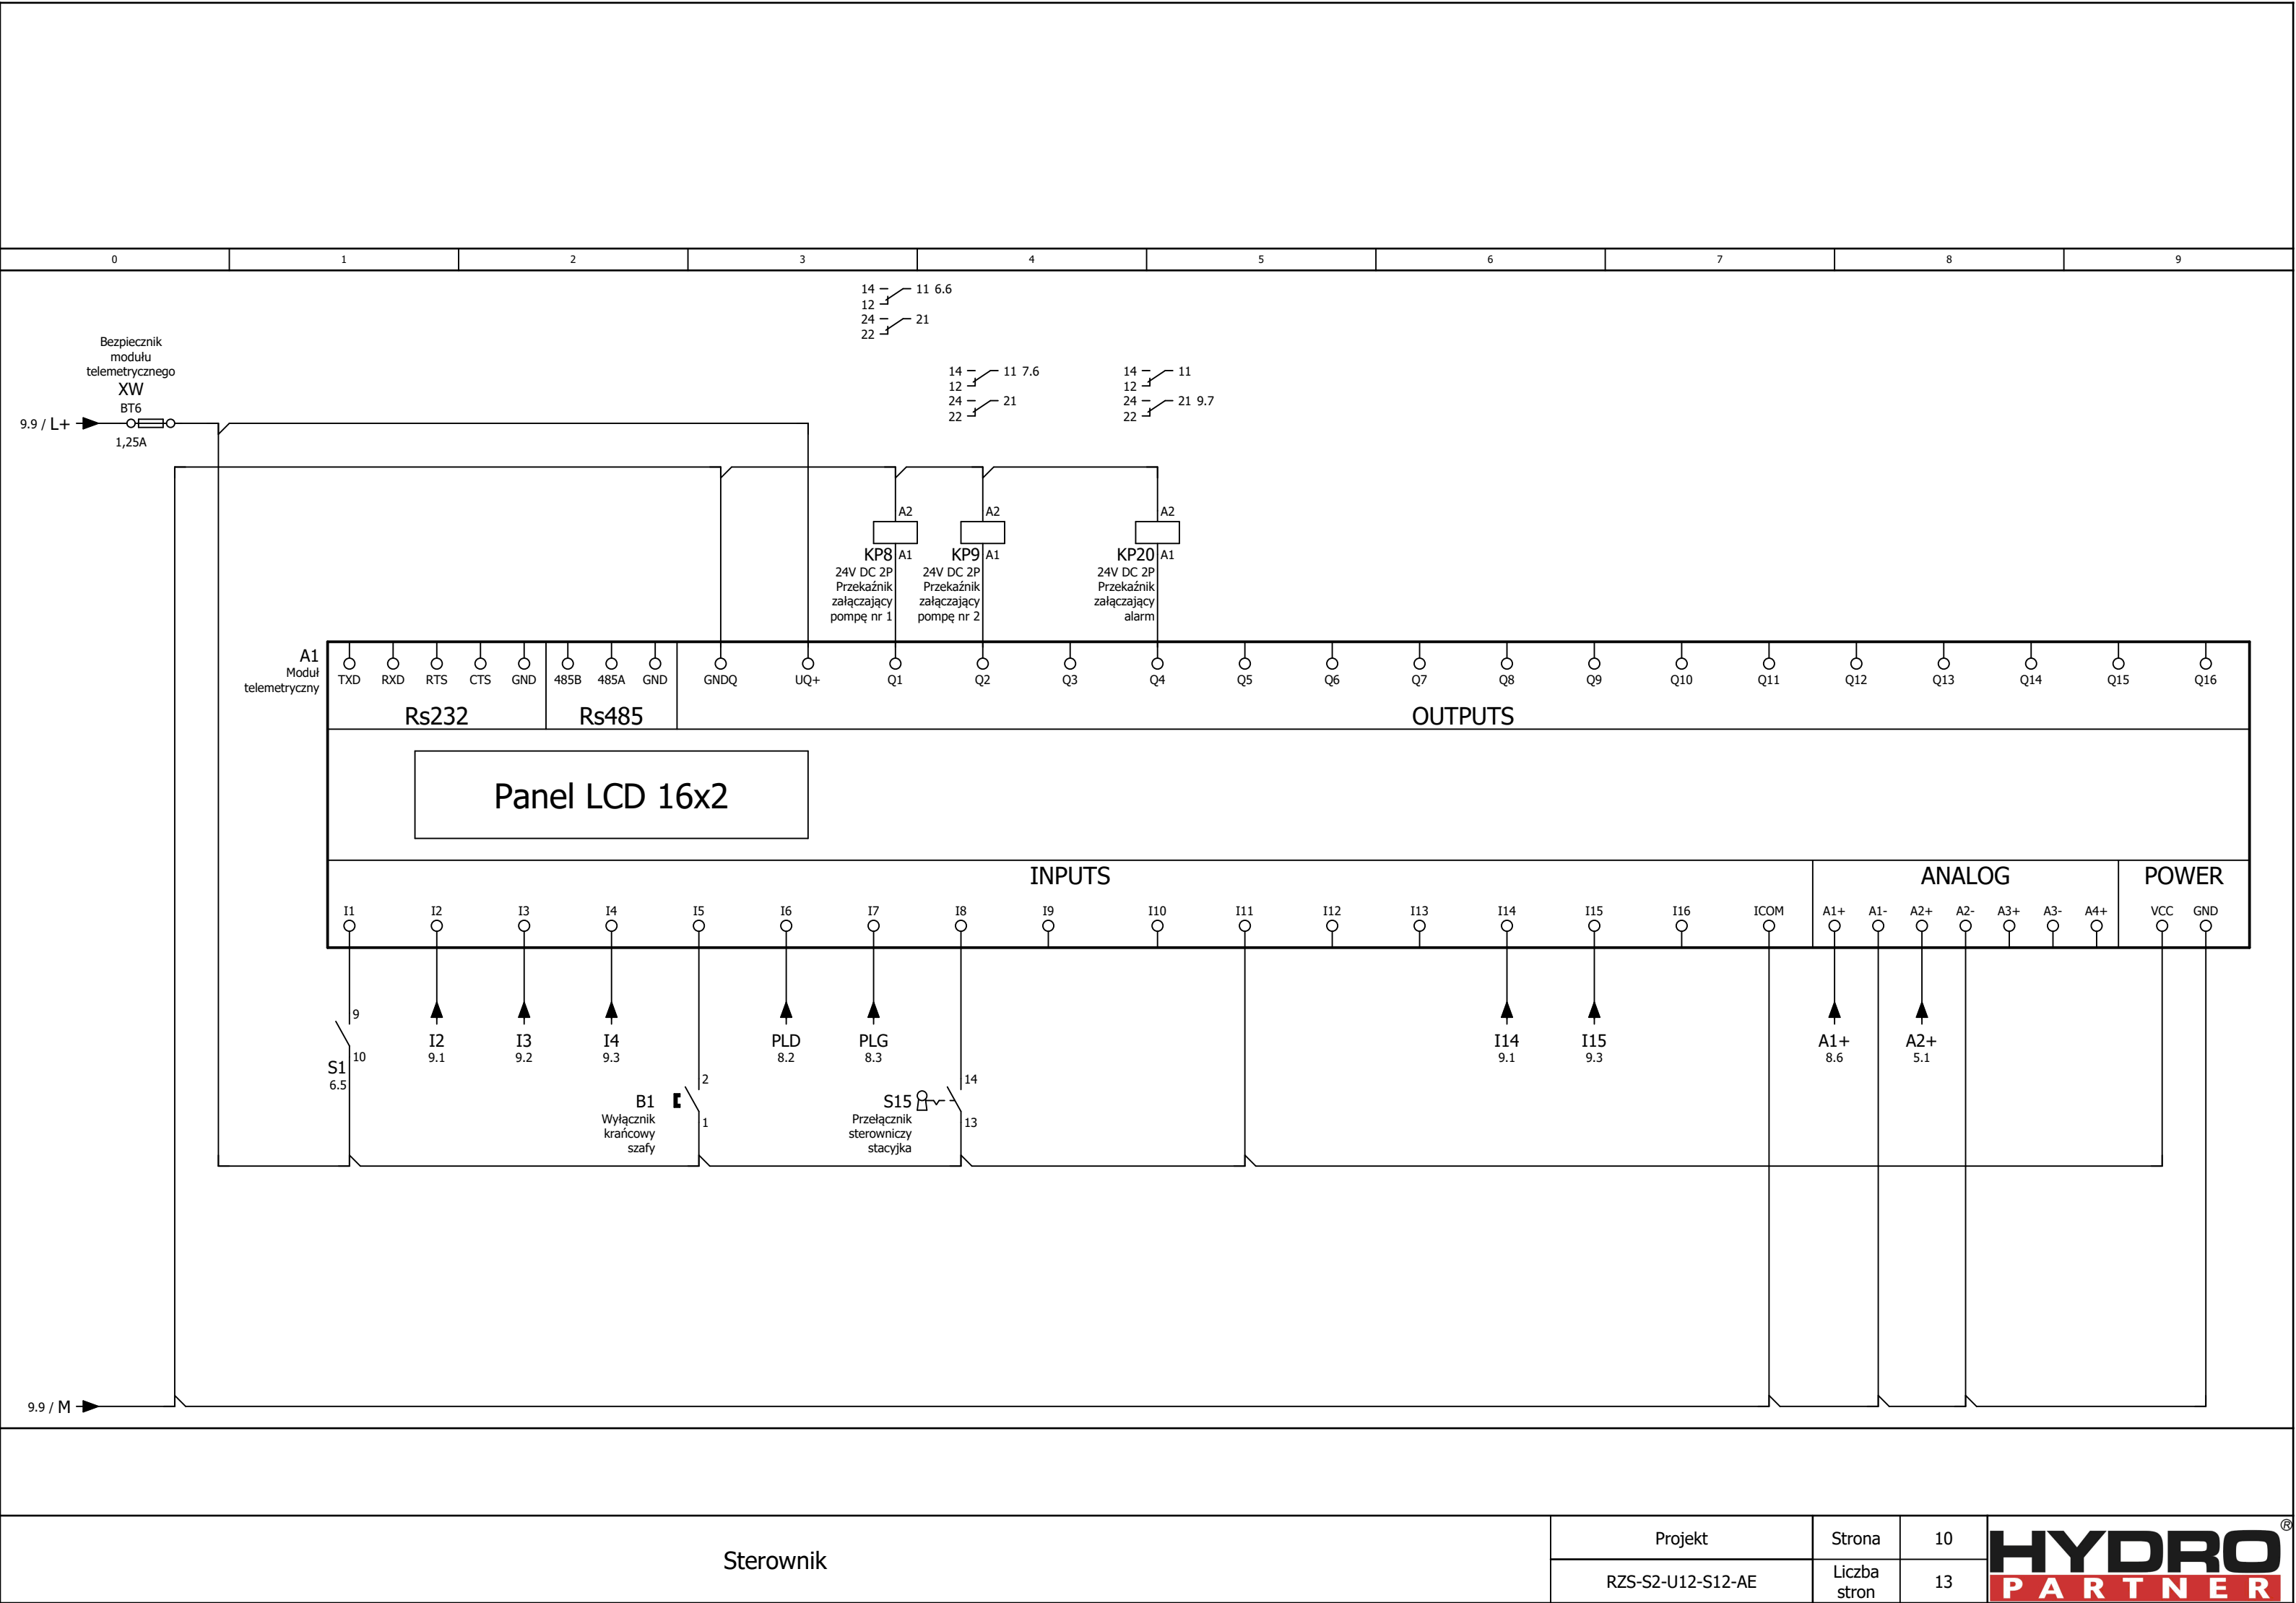 0 1 2 3 4 5 6 7 8 9
14 11 6.6
12
24 21
22
Bezpiecznik
modułu
telemetrycznego
XW
BT6
9.9 / L+
1,25A
14 11 7.6
12
24 21
22
14 11
12
24 21 9.7
22
A2
KP8 A1
24V DC 2P
Przekaźnik
załączający
pompę nr 1
A2
KP9 A1
24V DC 2P
Przekaźnik
załączający
pompę nr 2
A2
KP20 A1
24V DC 2P
Przekaźnik
załączający
alarm
A1
Moduł
telemetryczny
TXD RXD RTS CTS GND 485B 485A GND GNDQ UQ+ Q1 Q2 Q3 Q4 Q5 Q6 Q7 Q8 Q9 Q10 Q11 Q12 Q13 Q14 Q15 Q16
Rs232 Rs485 OUTPUTS
Panel LCD 16x2
INPUTS ANALOG POWER
I1 I2 I3 I4 I5 I6 I7 I8 I9 I10 I11 I12 I13 I14 I15 I16 ICOM A1+ A1- A2+ A2- A3+ A3- A4+ VCC GND
9
10
S1
6.5
I2
9.1
I3
9.2
I4
9.3
2
B1
1
Wyłącznik
krańcowy
szafy
PLD
8.2
PLG
8.3
14
S15
13
Przełącznik
sterowniczy
stacyjka
I14
9.1
I15
9.3
A1+
8.6
A2+
5.1
9.9 / M
Sterownik
Projekt
RZS-S2-U12-S12-AE
Strona 10
Liczba
stron
13
HYDRO®
PARTNER